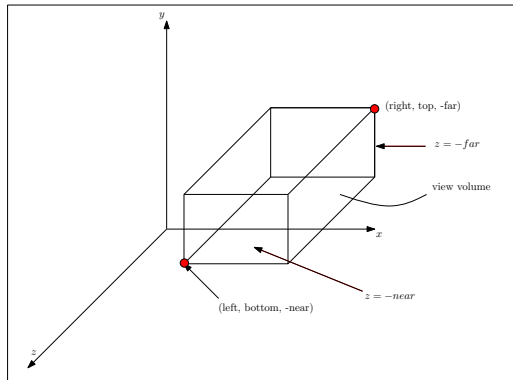 y
(right, top, -far)
z = −far
view volume
x
z = −near
(left, bottom, -near)
z